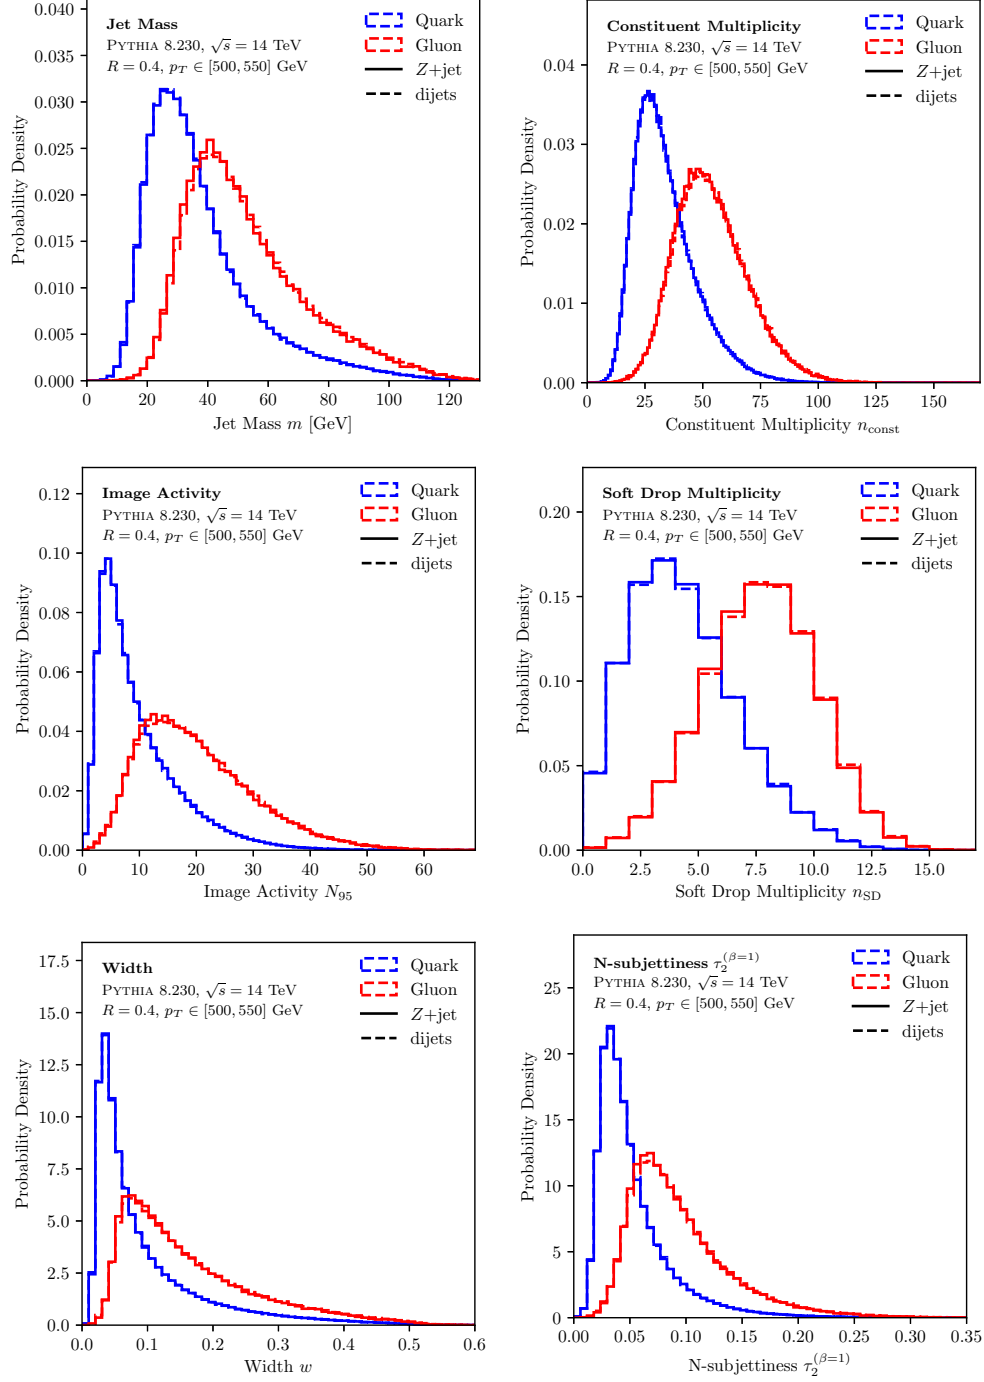 Jet Mass
PYTHIA 8.230, √s = 14 TeV
R = 0.4, p_T ∈ [500, 550] GeV
Quark
Gluon
Z+jet
dijets
Probability Density
0.040
0.035
0.030
0.025
0.020
0.015
0.010
0.005
0.000
0 20 40 60 80 100 120
Jet Mass m [GeV]
Constituent Multiplicity
PYTHIA 8.230, √s = 14 TeV
R = 0.4, p_T ∈ [500, 550] GeV
Quark
Gluon
Z+jet
dijets
Probability Density
0.04
0.03
0.02
0.01
0.00
0 25 50 75 100 125 150
Constituent Multiplicity n_const
Image Activity
PYTHIA 8.230, √s = 14 TeV
R = 0.4, p_T ∈ [500, 550] GeV
Quark
Gluon
Z+jet
dijets
Probability Density
0.12
0.10
0.08
0.06
0.04
0.02
0.00
0 10 20 30 40 50 60
Image Activity N_95
Soft Drop Multiplicity
PYTHIA 8.230, √s = 14 TeV
R = 0.4, p_T ∈ [500, 550] GeV
Quark
Gluon
Z+jet
dijets
Probability Density
0.20
0.15
0.10
0.05
0.00
0.0 2.5 5.0 7.5 10.0 12.5 15.0
Soft Drop Multiplicity n_SD
Width
PYTHIA 8.230, √s = 14 TeV
R = 0.4, p_T ∈ [500, 550] GeV
Quark
Gluon
Z+jet
dijets
Probability Density
17.5
15.0
12.5
10.0
7.5
5.0
2.5
0.0
0.0 0.1 0.2 0.3 0.4 0.5 0.6
Width w
N-subjettiness τ_2^(β=1)
PYTHIA 8.230, √s = 14 TeV
R = 0.4, p_T ∈ [500, 550] GeV
Quark
Gluon
Z+jet
dijets
Probability Density
25
20
15
10
5
0
0.00 0.05 0.10 0.15 0.20 0.25 0.30 0.35
N-subjettiness τ_2^(β=1)